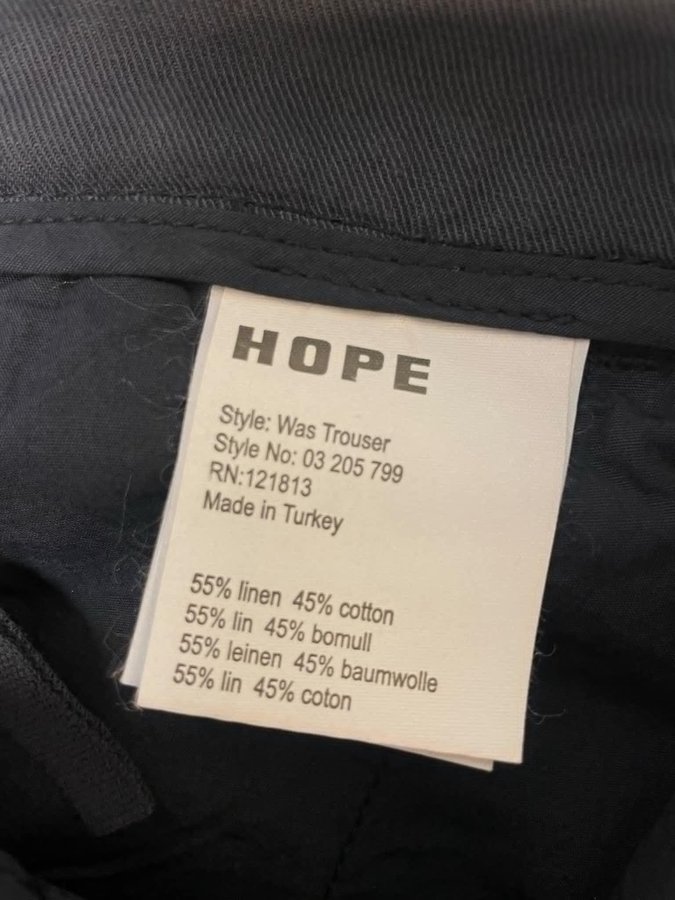 HOPE
Style: Was Trouser
Style No: 03 205 799
RN:121813
Made in Turkey
55% linen 45% cotton
55% lin 45% bomull
55% leinen 45% baumwolle
55% lin 45% coton